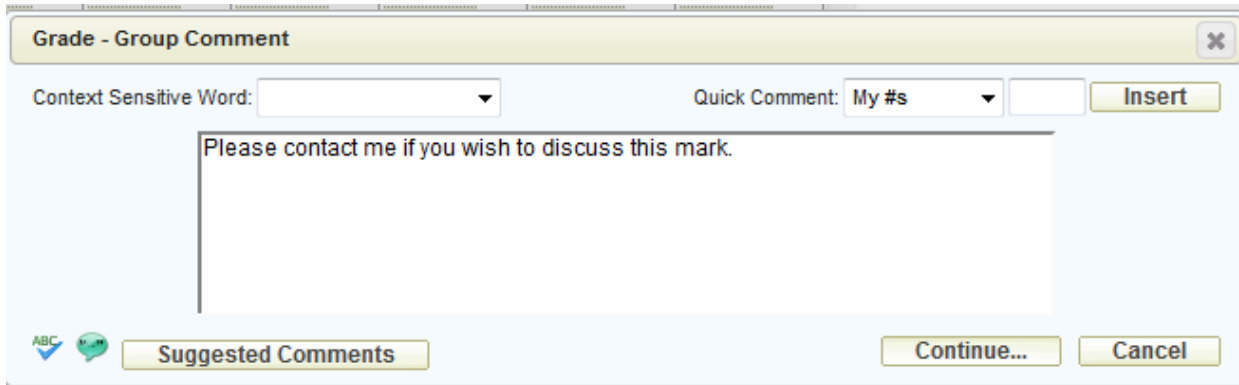 Grade - Group Comment
Context Sensitive Word: Quick Comment: My #s Insert
Please contact me if you wish to discuss this mark.
ABC Suggested Comments Continue... Cancel